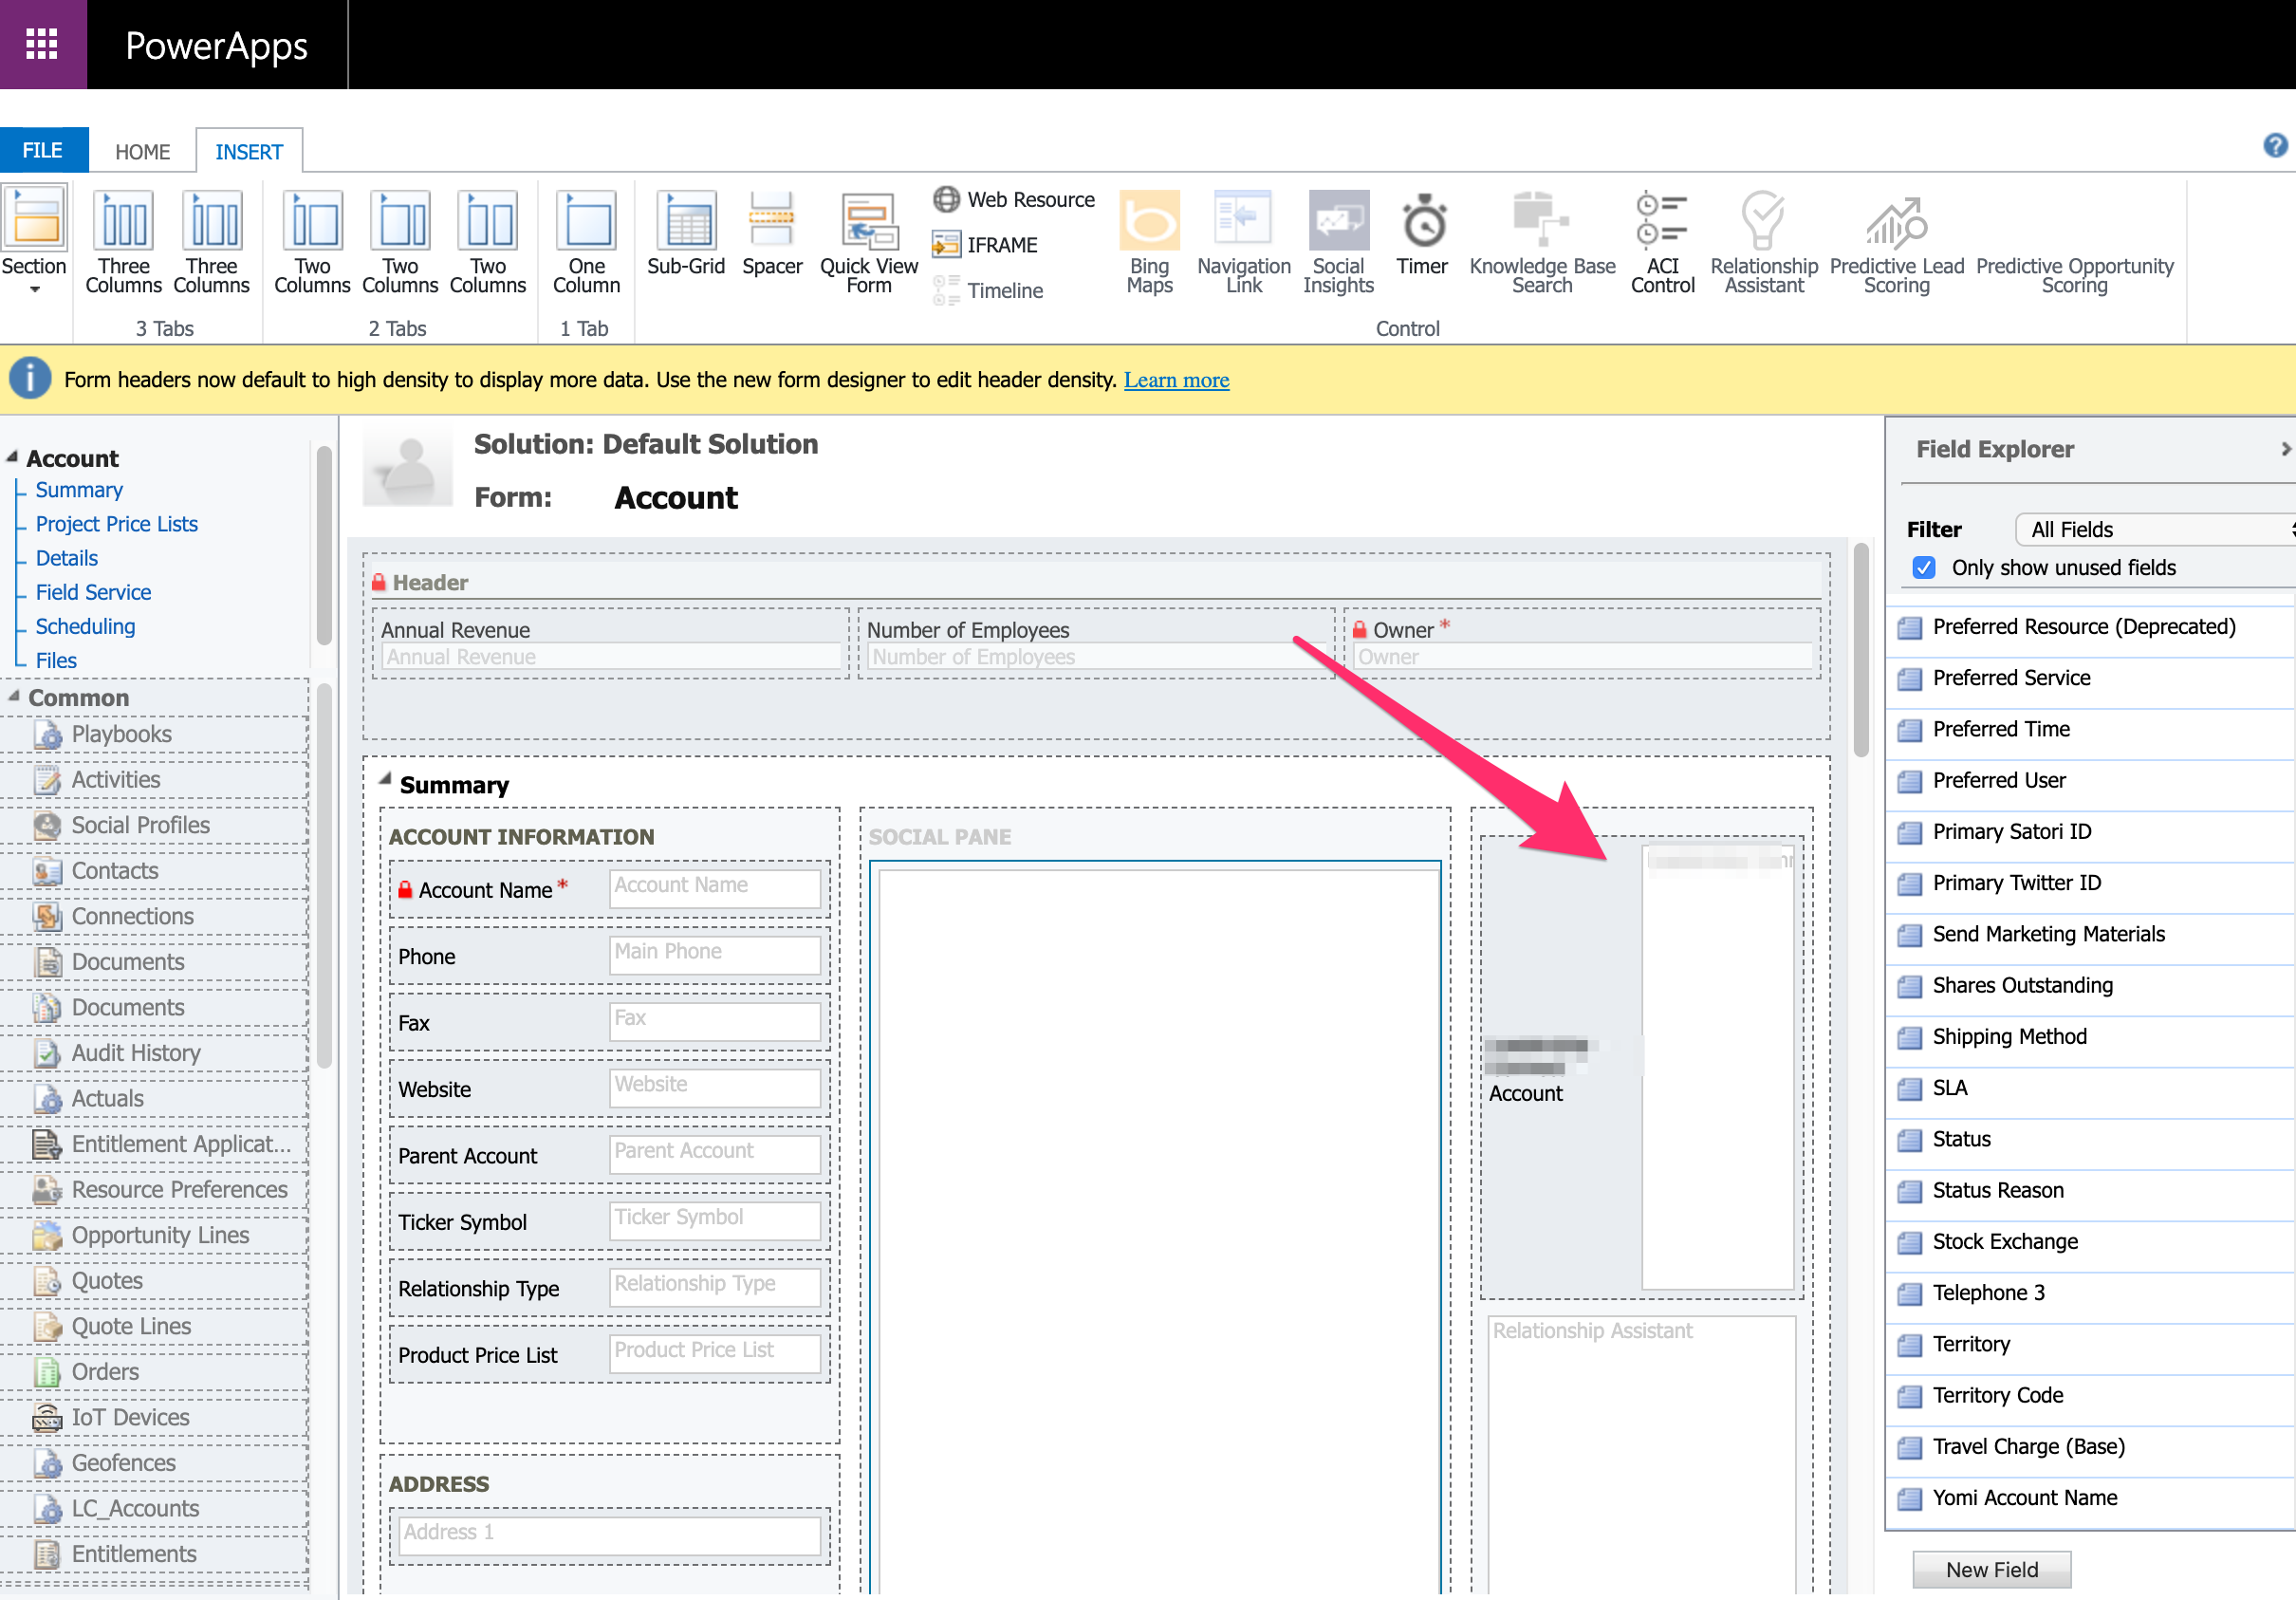 PowerApps
FILE
HOME
INSERT
Section
Three Columns
Three Columns
3 Tabs
Two Columns
Two Columns
Two Columns
2 Tabs
One Column
1 Tab
Sub-Grid
Spacer
Quick View Form
Web Resource
IFRAME
Timeline
Bing Maps
Navigation Link
Social Insights
Timer
Knowledge Base Search
ACI Control
Relationship Assistant
Predictive Lead Scoring
Predictive Opportunity Scoring
Control
Form headers now default to high density to display more data. Use the new form designer to edit header density. Learn more
Account
Summary
Project Price Lists
Details
Field Service
Scheduling
Files
Common
Playbooks
Activities
Social Profiles
Contacts
Connections
Documents
Documents
Audit History
Actuals
Entitlement Applicat...
Resource Preferences
Opportunity Lines
Quotes
Quote Lines
Orders
IoT Devices
Geofences
LC_Accounts
Entitlements
Solution: Default Solution
Form: Account
Header
Annual Revenue
Annual Revenue
Number of Employees
Number of Employees
Owner *
Owner
Summary
ACCOUNT INFORMATION
Account Name * Account Name
Phone Main Phone
Fax Fax
Website Website
Parent Account Parent Account
Ticker Symbol Ticker Symbol
Relationship Type Relationship Type
Product Price List Product Price List
ADDRESS
Address 1
SOCIAL PANE
Account
Relationship Assistant
Field Explorer
Filter All Fields
Only show unused fields
Preferred Resource (Deprecated)
Preferred Service
Preferred Time
Preferred User
Primary Satori ID
Primary Twitter ID
Send Marketing Materials
Shares Outstanding
Shipping Method
SLA
Status
Status Reason
Stock Exchange
Telephone 3
Territory
Territory Code
Travel Charge (Base)
Yomi Account Name
New Field